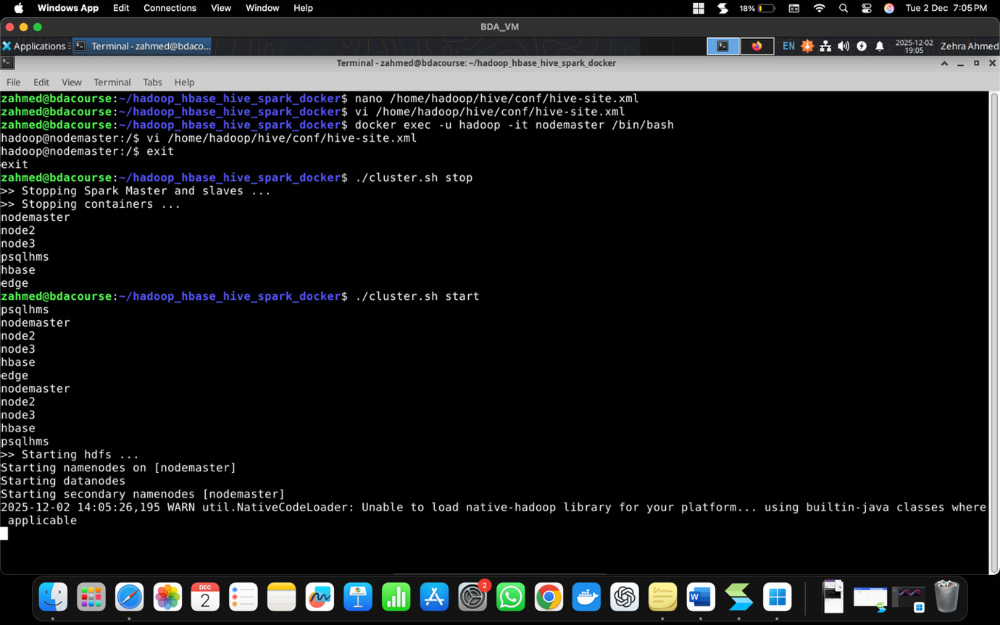 Windows App Edit Connections View Window Help 18% Tue 2 Dec 7:05 PM
BDA_VM
Applications Terminal - zahmed@bdaco... EN 2025-12-02 19:05 Zehra Ahmed
Terminal - zahmed@bdacourse: ~/hadoop_hbase_hive_spark_docker
File Edit View Terminal Tabs Help
zahmed@bdacourse:~/hadoop_hbase_hive_spark_docker$ nano /home/hadoop/hive/conf/hive-site.xml
zahmed@bdacourse:~/hadoop_hbase_hive_spark_docker$ vi /home/hadoop/hive/conf/hive-site.xml
zahmed@bdacourse:~/hadoop_hbase_hive_spark_docker$ docker exec -u hadoop -it nodemaster /bin/bash
hadoop@nodemaster:/$ vi /home/hadoop/hive/conf/hive-site.xml
hadoop@nodemaster:/$ exit
exit
zahmed@bdacourse:~/hadoop_hbase_hive_spark_docker$ ./cluster.sh stop
>> Stopping Spark Master and slaves ...
>> Stopping containers ...
nodemaster
node2
node3
psqlhms
hbase
edge
zahmed@bdacourse:~/hadoop_hbase_hive_spark_docker$ ./cluster.sh start
psqlhms
nodemaster
node2
node3
hbase
edge
nodemaster
node2
node3
hbase
psqlhms
>> Starting hdfs ...
Starting namenodes on [nodemaster]
Starting datanodes
Starting secondary namenodes [nodemaster]
2025-12-02 14:05:26,195 WARN util.NativeCodeLoader: Unable to load native-hadoop library for your platform... using builtin-java classes where
applicable
DEC
2
2
W